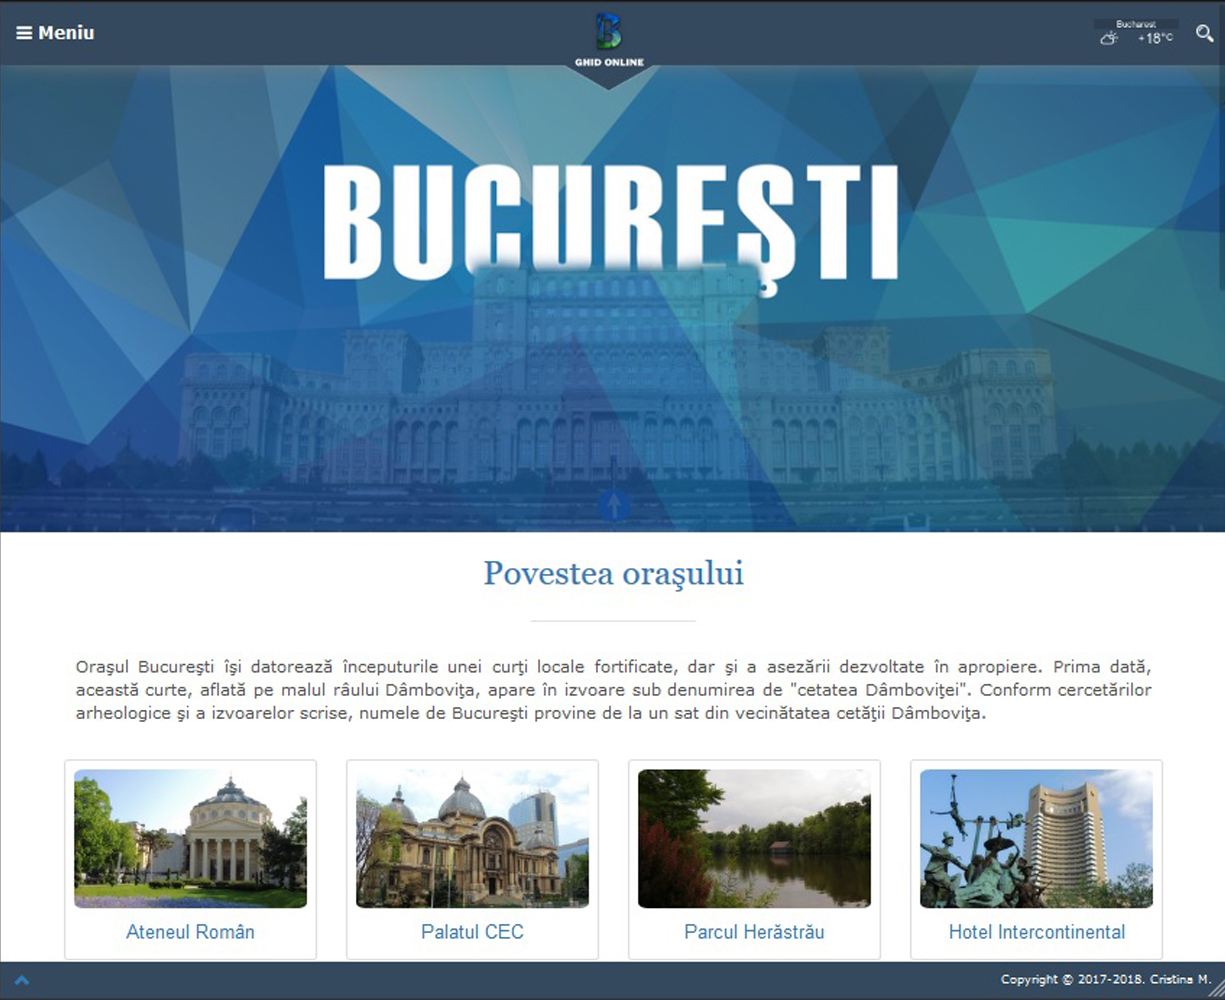 Meniu
GHID ONLINE
Bucharest
+18°C
BUCUREŞTI
Povestea oraşului
Oraşul Bucureşti îşi datorează începuturile unei curţi locale fortificate, dar şi a asezării dezvoltate în apropiere. Prima dată,
această curte, aflată pe malul râului Dâmboviţa, apare în izvoare sub denumirea de "cetatea Dâmboviţei". Conform cercetărilor
arheologice şi a izvoarelor scrise, numele de Bucureşti provine de la un sat din vecinătatea cetăţii Dâmboviţa.
Ateneul Român
Palatul CEC
Parcul Herăstrău
Hotel Intercontinental
Copyright © 2017-2018. Cristina M.